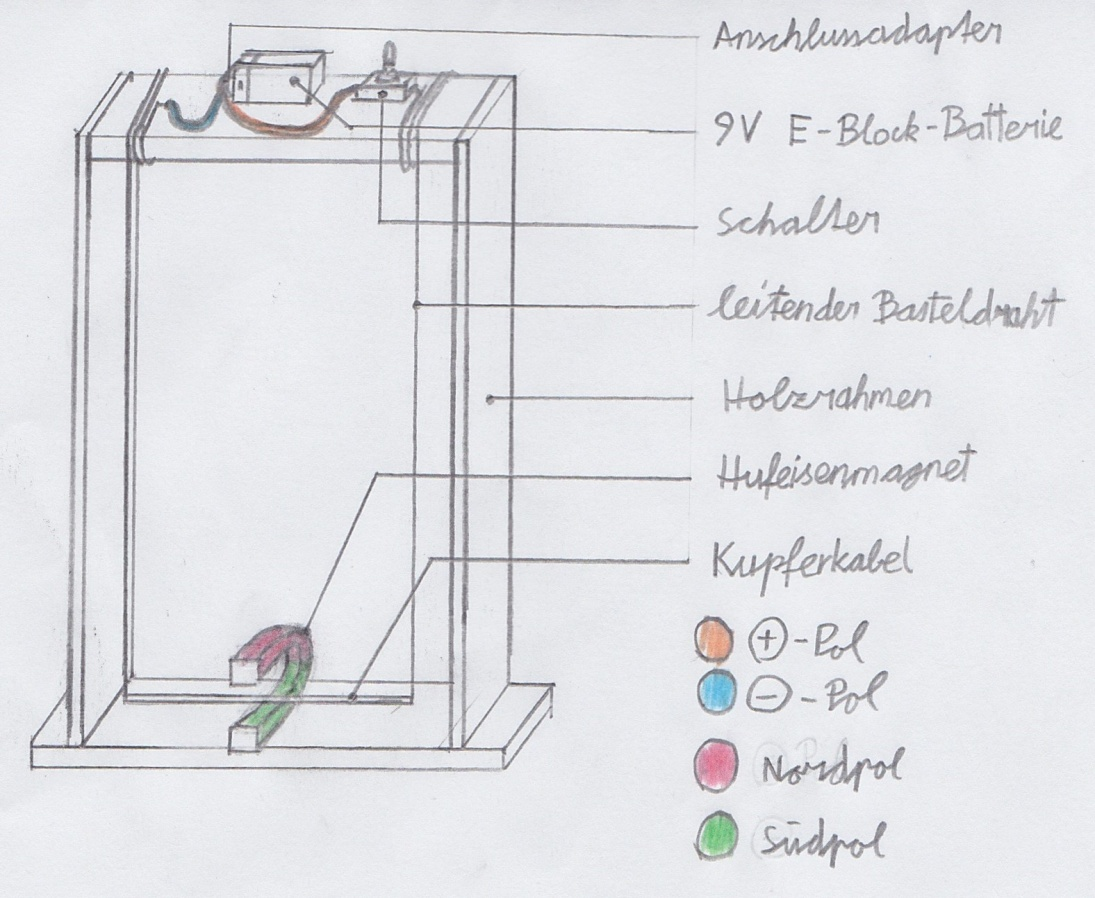 Anschlussadapter
9V E-Block-Batterie
Schalter
leitender Basteldraht
Holzrahmen
Hufeisenmagnet
Kupferkabel
+ -Pol
- -Pol
Nordpol
Südpol